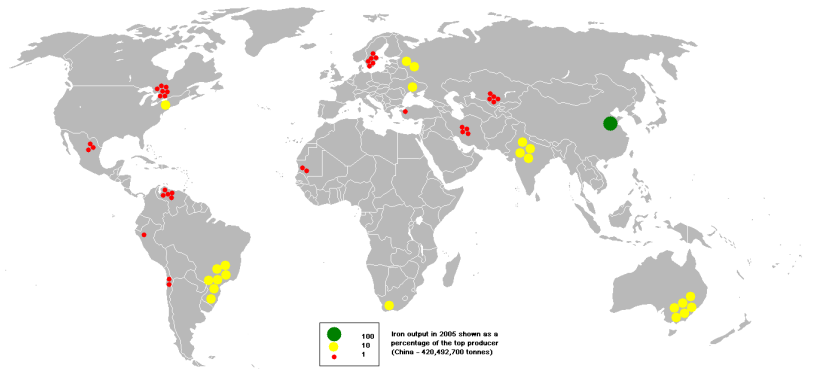 100
10
1
Iron output in 2005 shown as a
percentage of the top producer
(China - 420,492,700 tonnes)